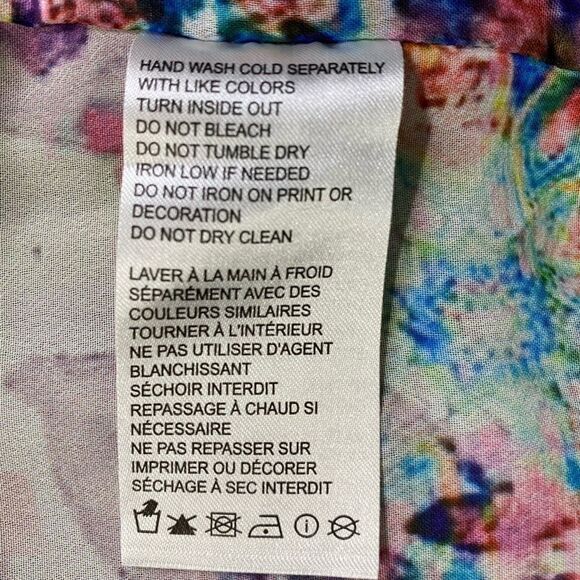 HAND WASH COLD SEPARATELY
WITH LIKE COLORS
TURN INSIDE OUT
DO NOT BLEACH
DO NOT TUMBLE DRY
IRON LOW IF NEEDED
DO NOT IRON ON PRINT OR
DECORATION
DO NOT DRY CLEAN
LAVER À LA MAIN À FROID
SÉPARÉMENT AVEC DES
COULEURS SIMILAIRES
TOURNER À L'INTÉRIEUR
NE PAS UTILISER D'AGENT
BLANCHISSANT
SÉCHOIR INTERDIT
REPASSAGE À CHAUD SI
NÉCESSAIRE
NE PAS REPASSER SUR
IMPRIMER OU DÉCORER
SÉCHAGE À SEC INTERDIT